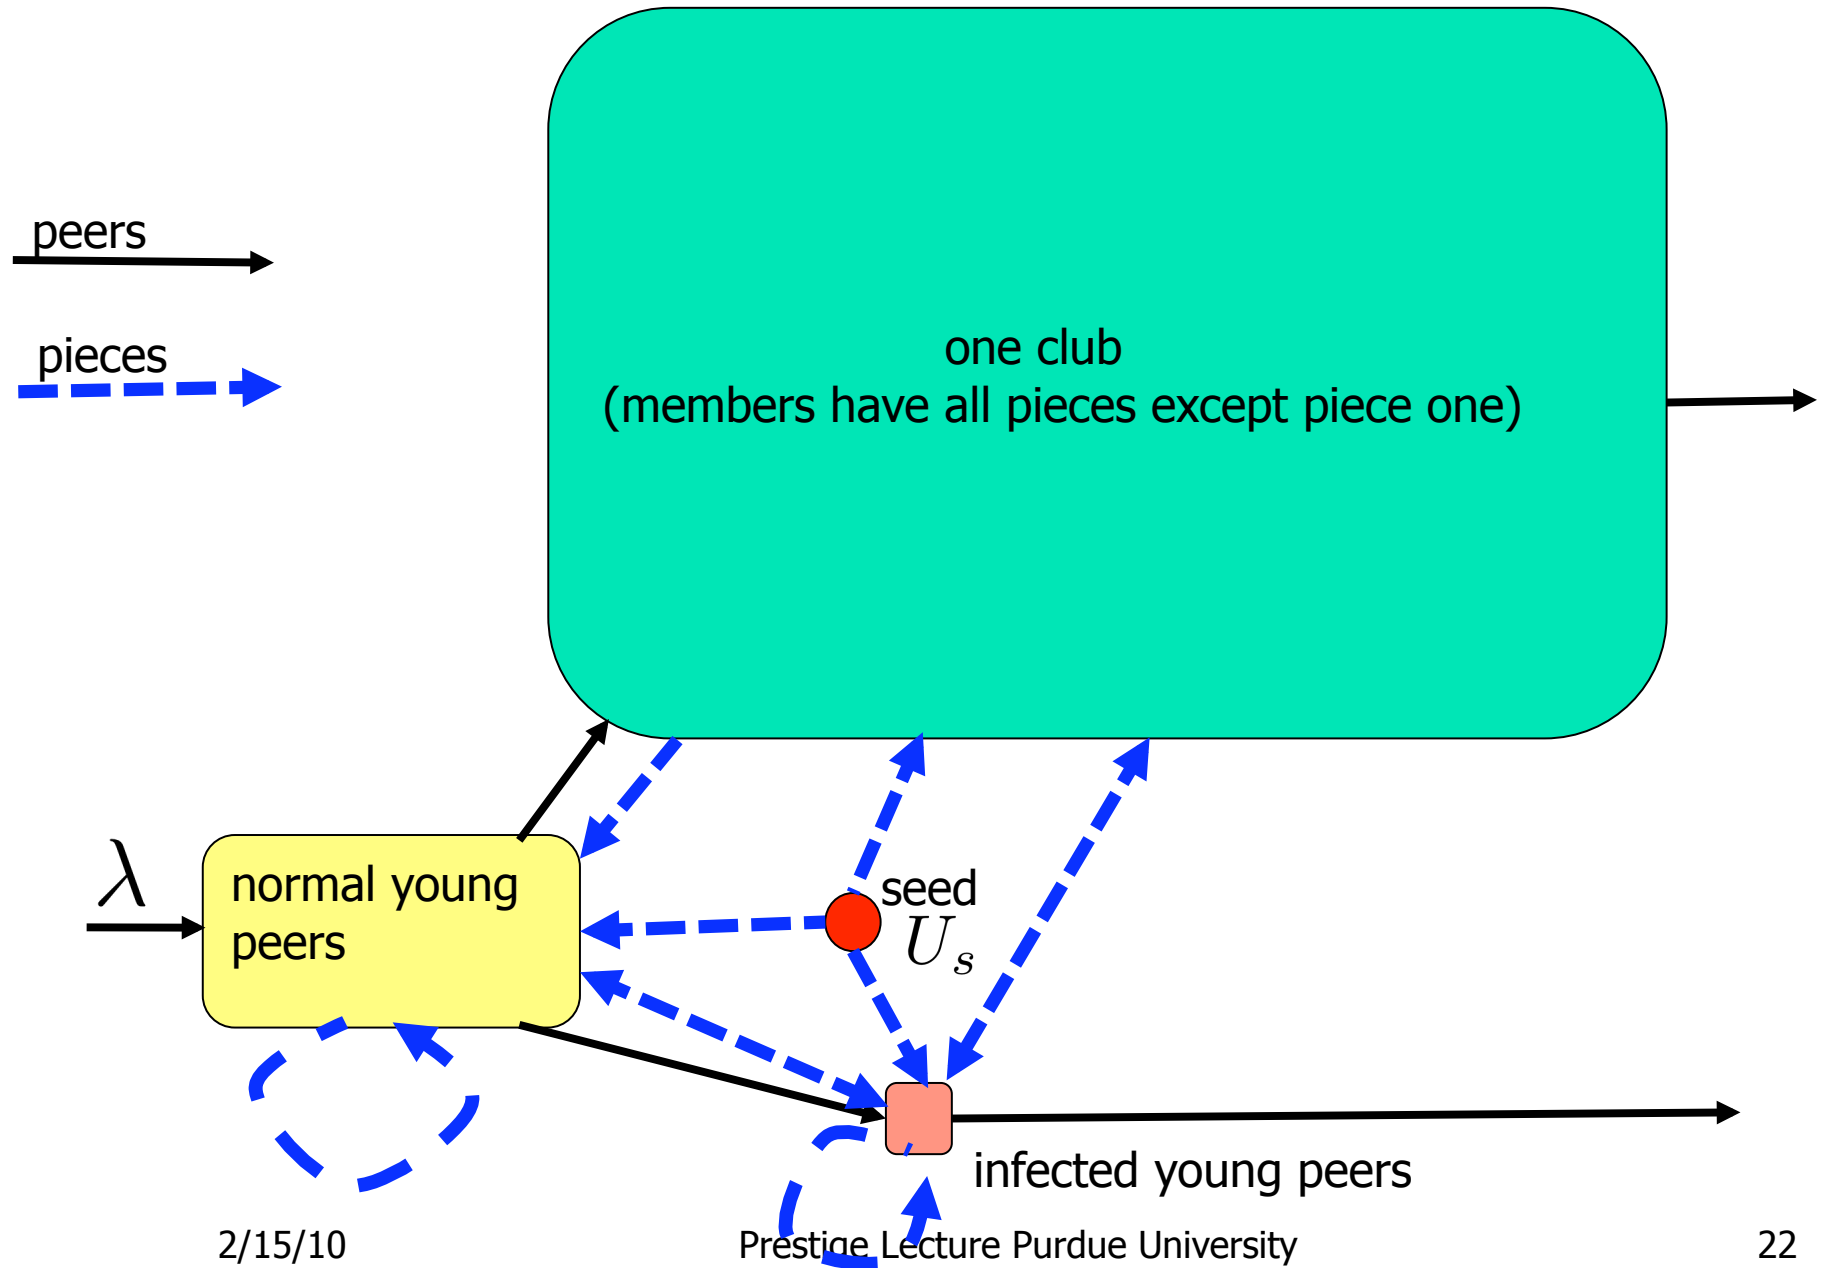 peers
pieces
one club
(members have all pieces except piece one)
λ
normal young
peers
seed
U_s
infected young peers
2/15/10
Prestige Lecture Purdue University
22